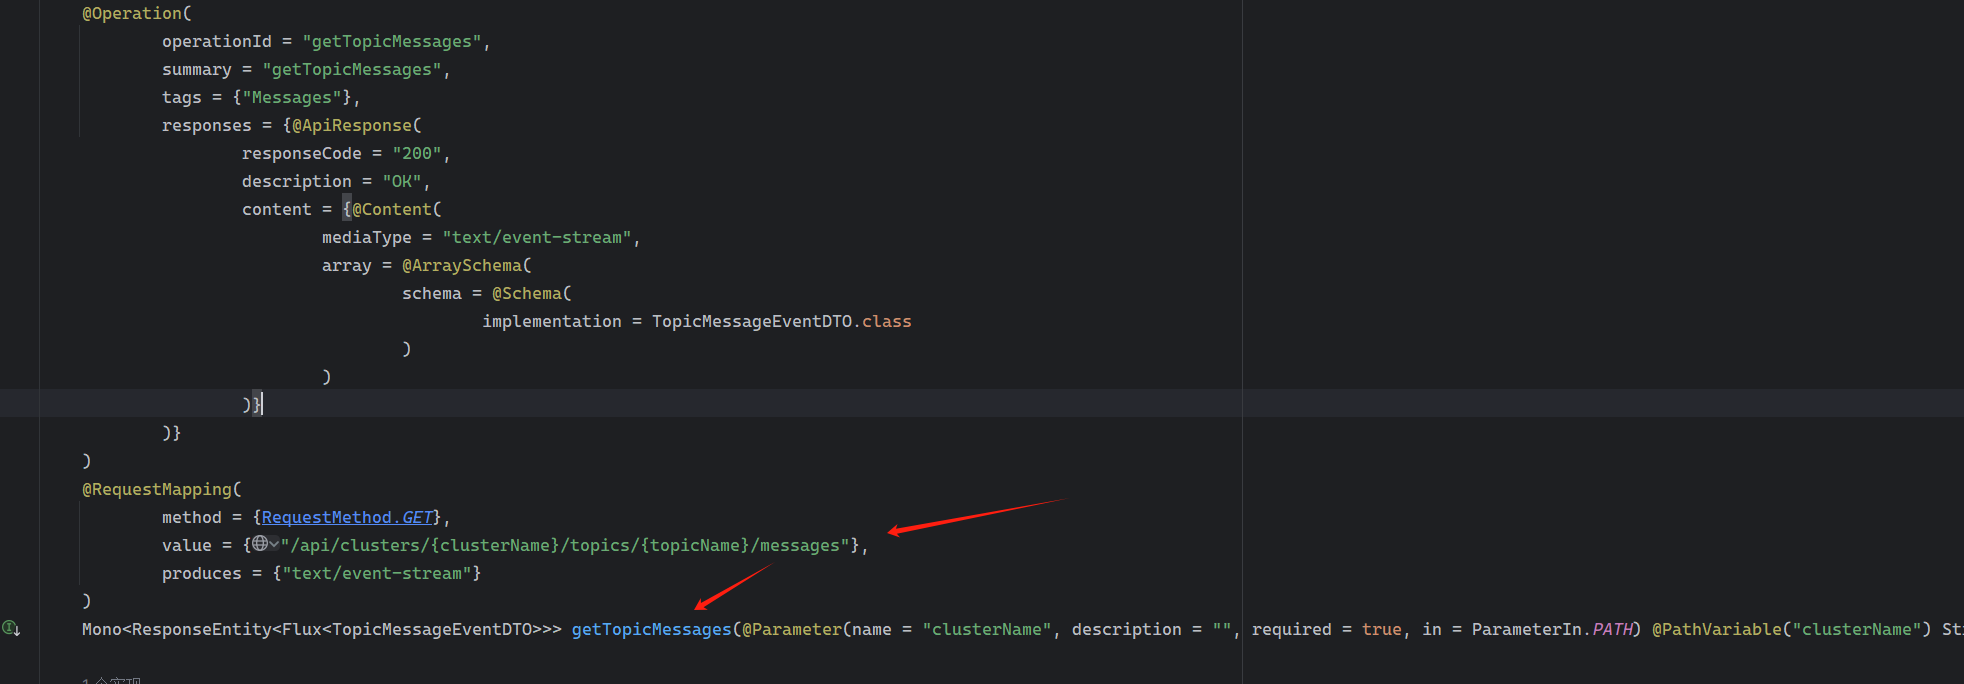 @Operation(
operationId = "getTopicMessages",
summary = "getTopicMessages",
tags = {"Messages"},
responses = {@ApiResponse(
responseCode = "200",
description = "OK",
content = {@Content(
mediaType = "text/event-stream",
array = @ArraySchema(
schema = @Schema(
implementation = TopicMessageEventDTO.class
)
)
)}
)}
)
@RequestMapping(
method = {RequestMethod.GET},
value = {"/api/clusters/{clusterName}/topics/{topicName}/messages"},
produces = {"text/event-stream"}
)
Mono<ResponseEntity<Flux<TopicMessageEventDTO>>> getTopicMessages(@Parameter(name = "clusterName", description = "", required = true, in = ParameterIn.PATH) @PathVariable("clusterName") St